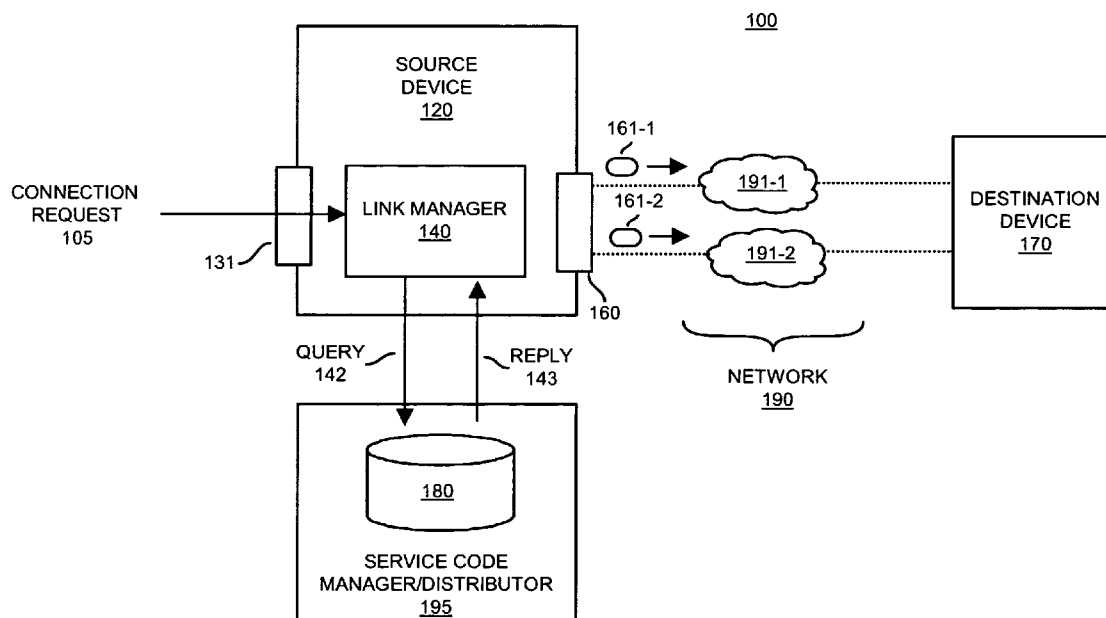 100
SOURCE
DEVICE
120
161-1
191-1
CONNECTION
REQUEST
105
131
LINK MANAGER
140
161-2
191-2
160
DESTINATION
DEVICE
170
QUERY
142
REPLY
143
NETWORK
190
180
SERVICE CODE
MANAGER/DISTRIBUTOR
195